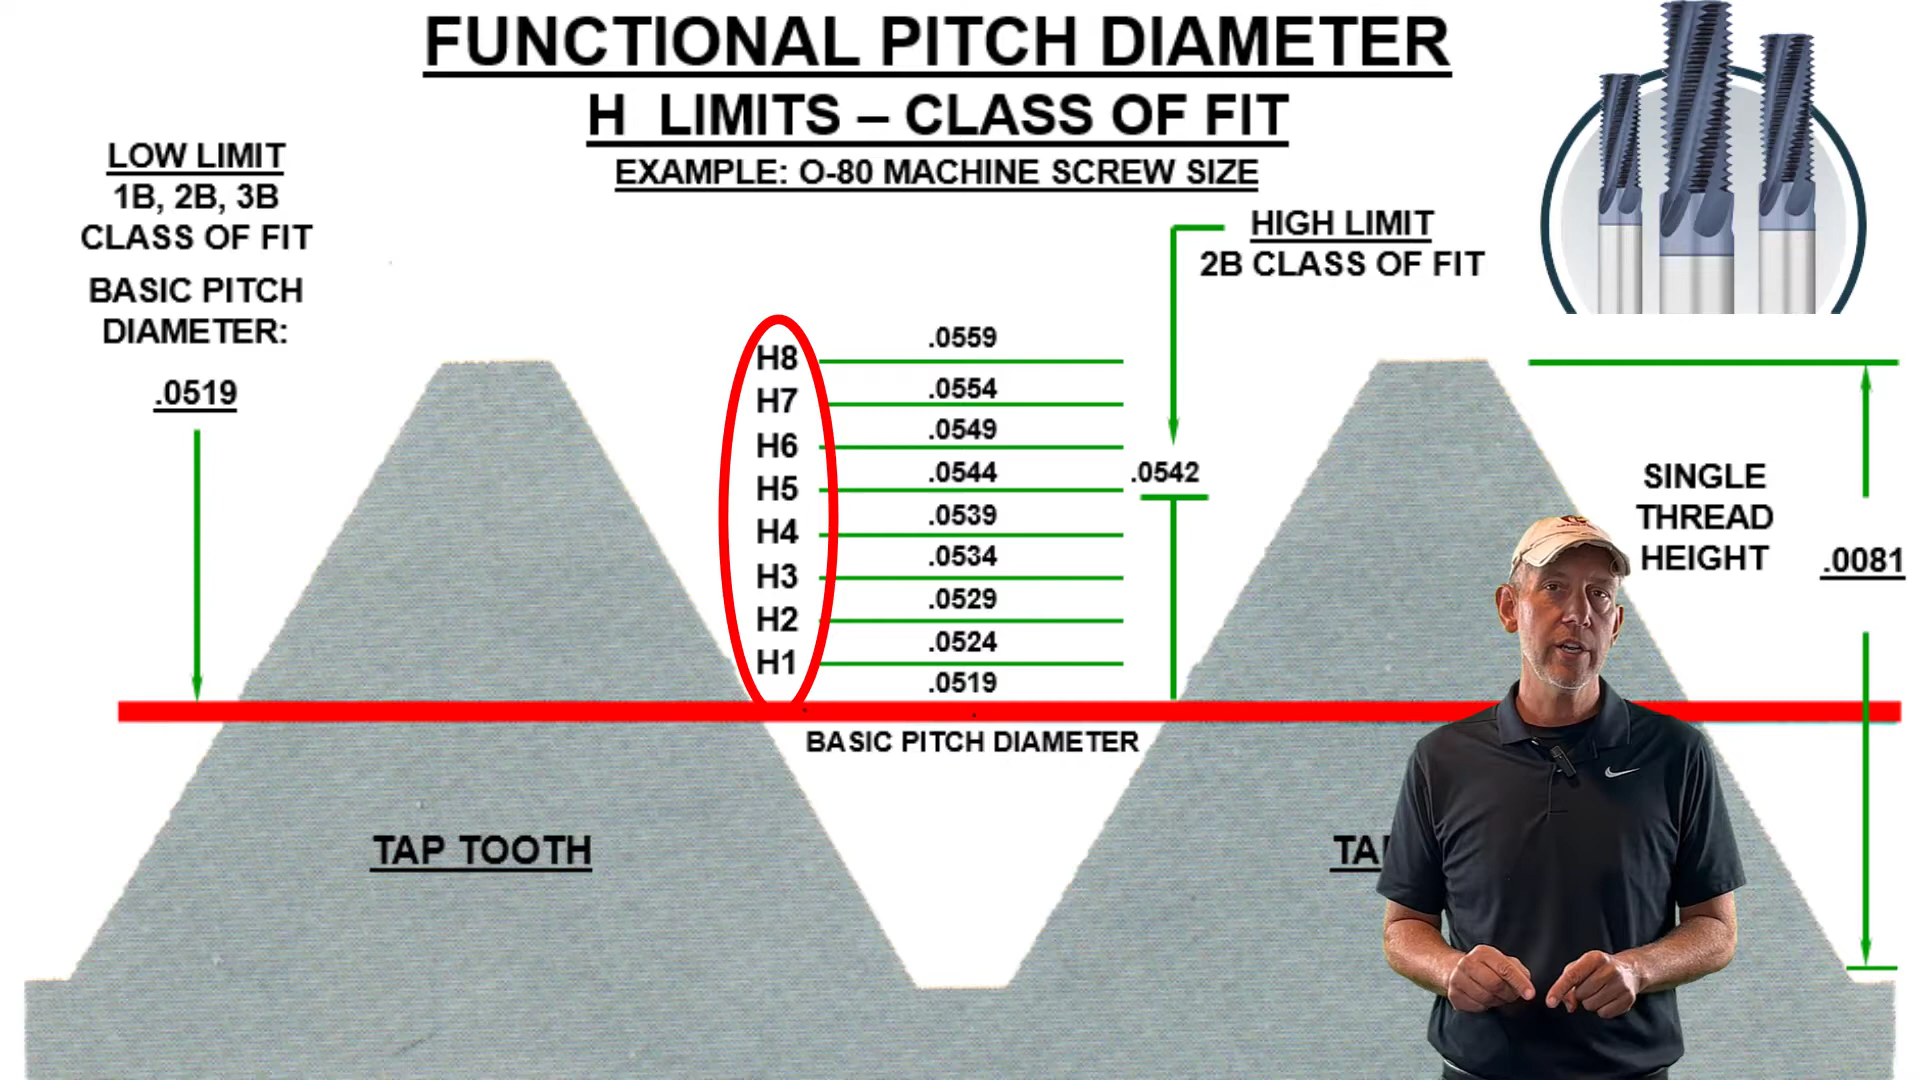 FUNCTIONAL PITCH DIAMETER
H LIMITS – CLASS OF FIT
EXAMPLE: O-80 MACHINE SCREW SIZE
LOW LIMIT
1B, 2B, 3B
CLASS OF FIT
BASIC PITCH
DIAMETER:
.0519
HIGH LIMIT
2B CLASS OF FIT
.0542
H8 .0559
H7 .0554
H6 .0549
H5 .0544
H4 .0539
H3 .0534
H2 .0529
H1 .0524
.0519
BASIC PITCH DIAMETER
SINGLE
THREAD
HEIGHT
.0081
TAP TOOTH